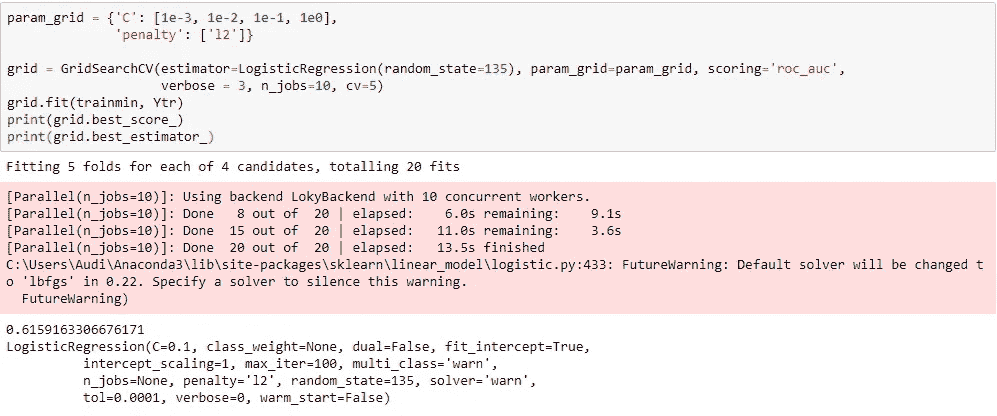 param_grid = {'C': [1e-3, 1e-2, 1e-1, 1e0],
              'penalty': ['l2']}
grid = GridSearchCV(estimator=LogisticRegression(random_state=135), param_grid=param_grid, scoring='roc_auc',
                    verbose = 3, n_jobs=10, cv=5)
grid.fit(trainmin, Ytr)
print(grid.best_score_)
print(grid.best_estimator_)
Fitting 5 folds for each of 4 candidates, totalling 20 fits
[Parallel(n_jobs=10)]: Using backend LokyBackend with 10 concurrent workers.
[Parallel(n_jobs=10)]: Done   8 out of  20 | elapsed:    6.0s remaining:    9.1s
[Parallel(n_jobs=10)]: Done  15 out of  20 | elapsed:   11.0s remaining:    3.6s
[Parallel(n_jobs=10)]: Done  20 out of  20 | elapsed:   13.5s finished
C:\Users\Audi\Anaconda3\lib\site-packages\sklearn\linear_model\logistic.py:433: FutureWarning: Default solver will be changed t
o 'lbfgs' in 0.22. Specify a solver to silence this warning.
  FutureWarning)
0.6159163306676171
LogisticRegression(C=0.1, class_weight=None, dual=False, fit_intercept=True,
          intercept_scaling=1, max_iter=100, multi_class='warn',
          n_jobs=None, penalty='l2', random_state=135, solver='warn',
          tol=0.0001, verbose=0, warm_start=False)